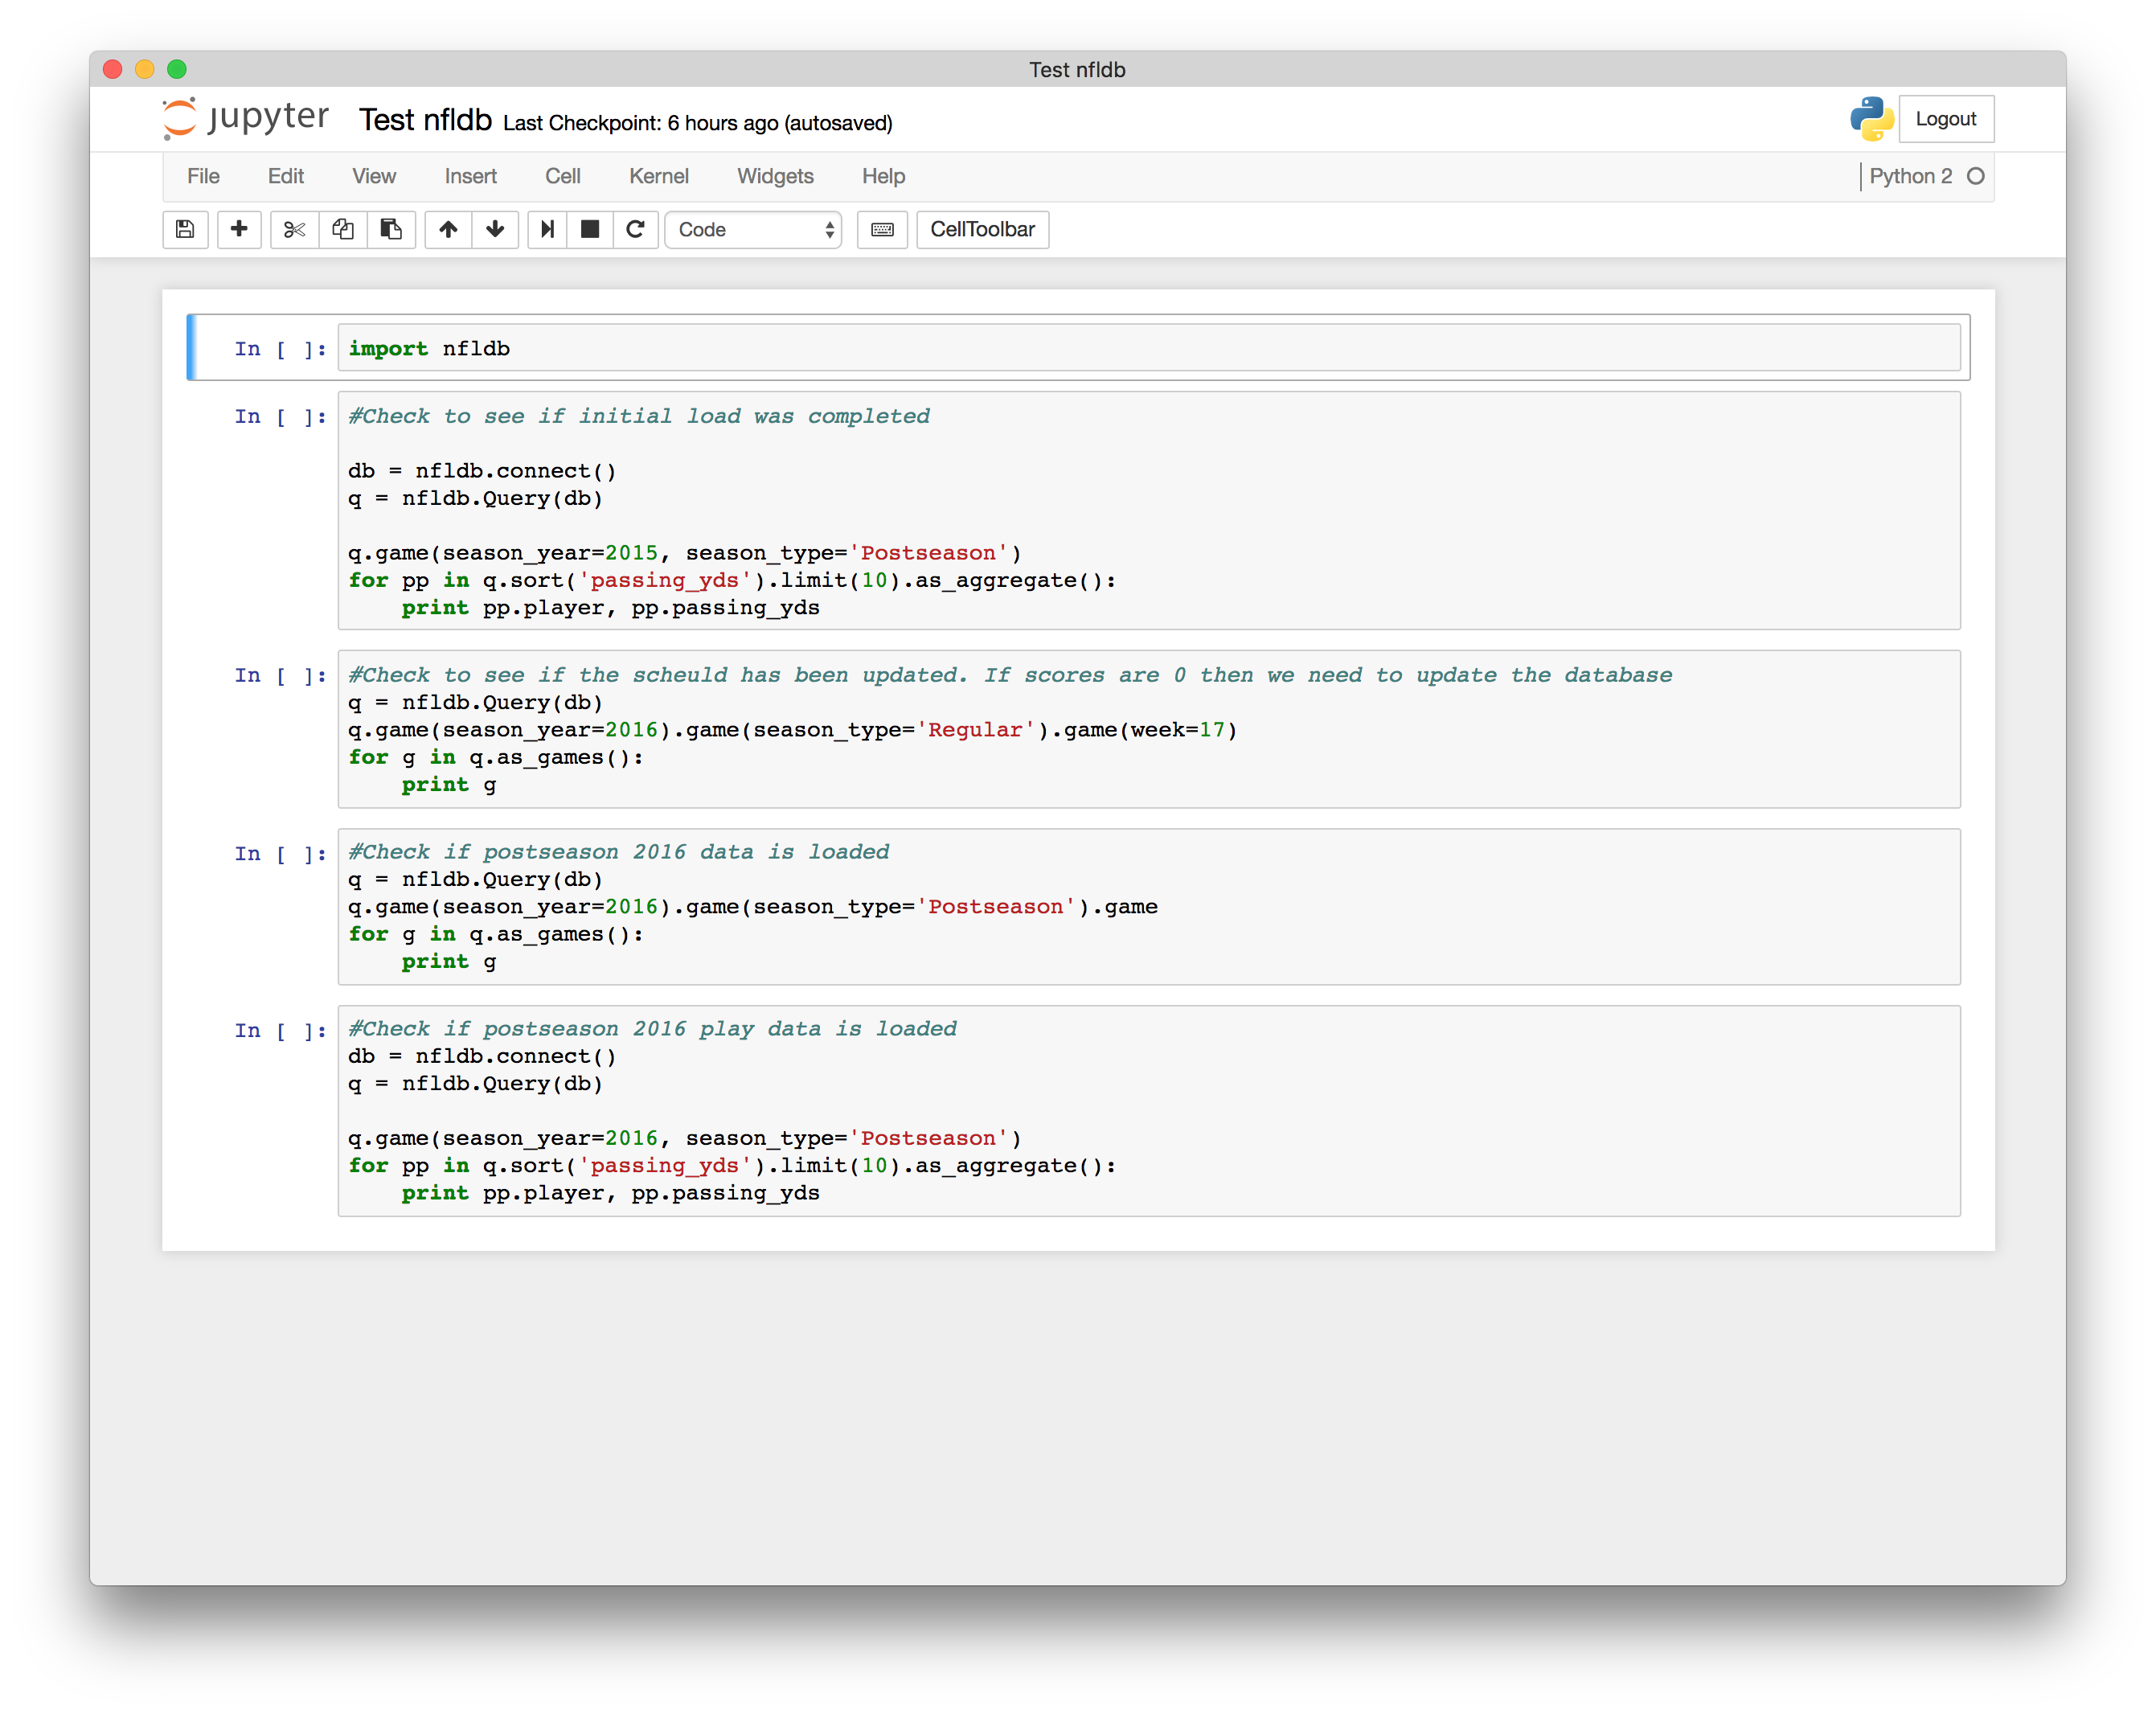 Test nfldb
jupyter Test nfldb Last Checkpoint: 6 hours ago (autosaved)
Logout
File Edit View Insert Cell Kernel Widgets Help
Python 2
Code
CellToolbar
In [ ]: import nfldb
In [ ]: #Check to see if initial load was completed
db = nfldb.connect()
q = nfldb.Query(db)
q.game(season_year=2015, season_type='Postseason')
for pp in q.sort('passing_yds').limit(10).as_aggregate():
    print pp.player, pp.passing_yds
In [ ]: #Check to see if the scheuld has been updated. If scores are 0 then we need to update the database
q = nfldb.Query(db)
q.game(season_year=2016).game(season_type='Regular').game(week=17)
for g in q.as_games():
    print g
In [ ]: #Check if postseason 2016 data is loaded
q = nfldb.Query(db)
q.game(season_year=2016).game(season_type='Postseason').game
for g in q.as_games():
    print g
In [ ]: #Check if postseason 2016 play data is loaded
db = nfldb.connect()
q = nfldb.Query(db)
q.game(season_year=2016, season_type='Postseason')
for pp in q.sort('passing_yds').limit(10).as_aggregate():
    print pp.player, pp.passing_yds